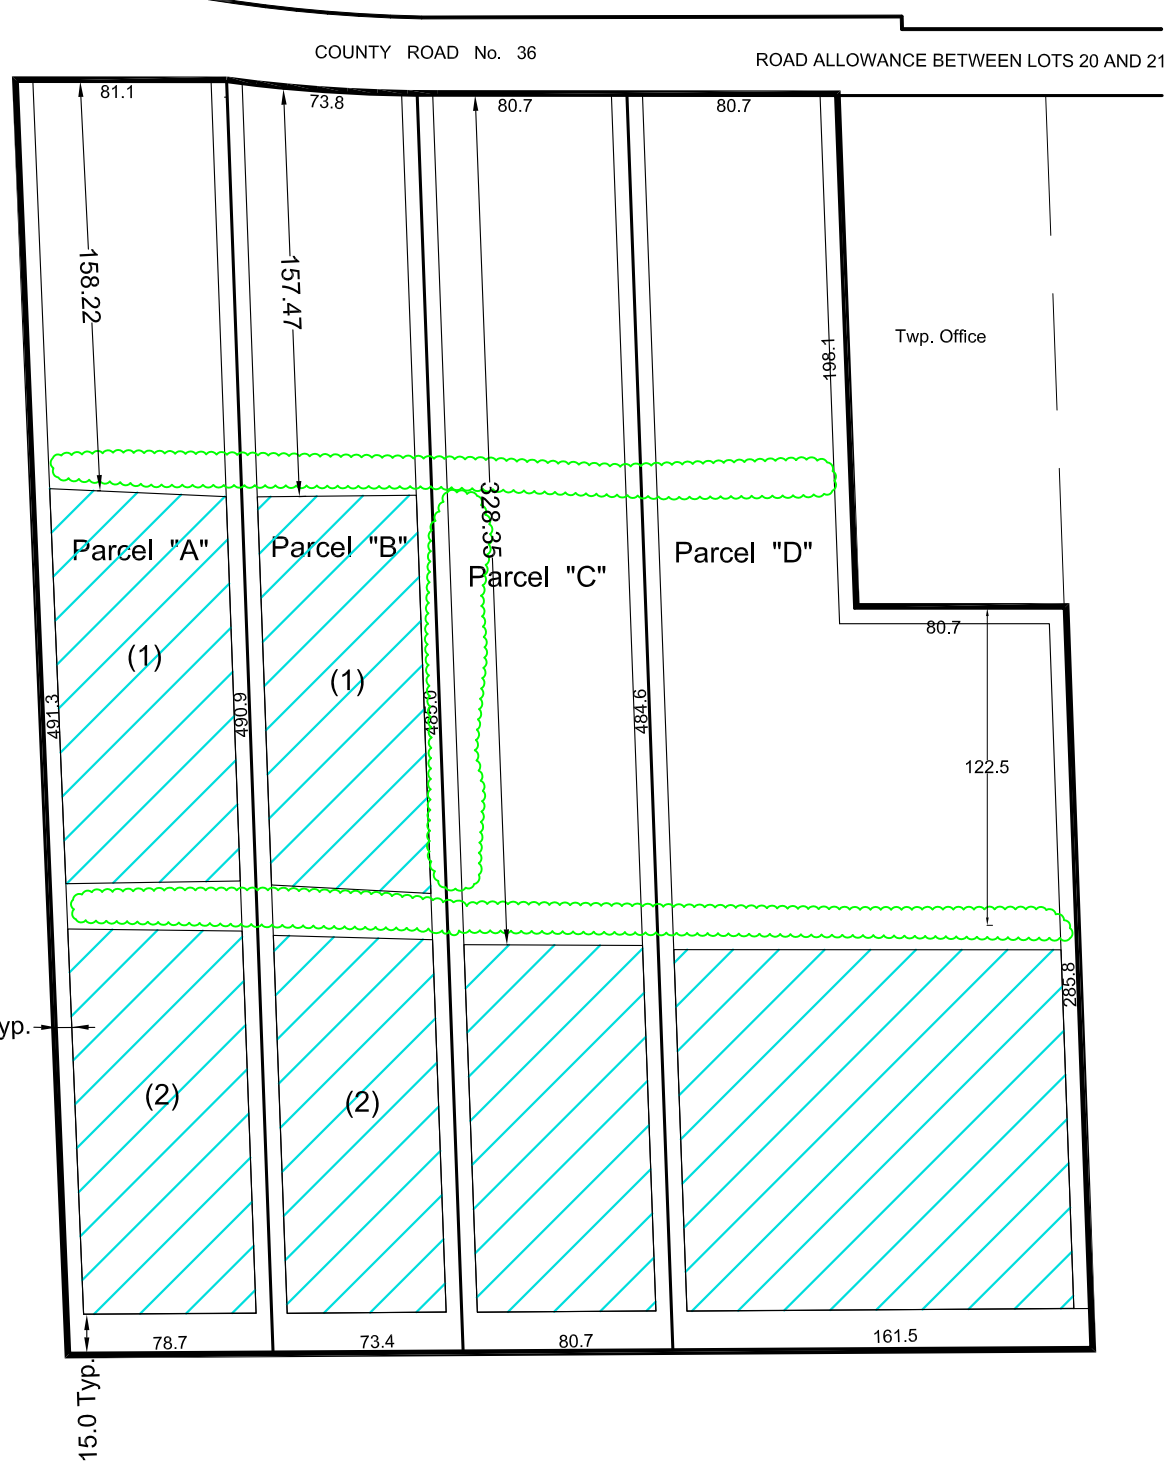 COUNTY ROAD No. 36
ROAD ALLOWANCE BETWEEN LOTS 20 AND 21
81.1
73.8
80.7
80.7
158.22
157.47
328.35
198.1
Twp. Office
Parcel "A"
Parcel "B"
Parcel "C"
Parcel "D"
80.7
(1)
(1)
491.3
490.9
485.0
484.6
122.5
285.8
yp.
(2)
(2)
78.7
73.4
80.7
161.5
15.0 Typ.